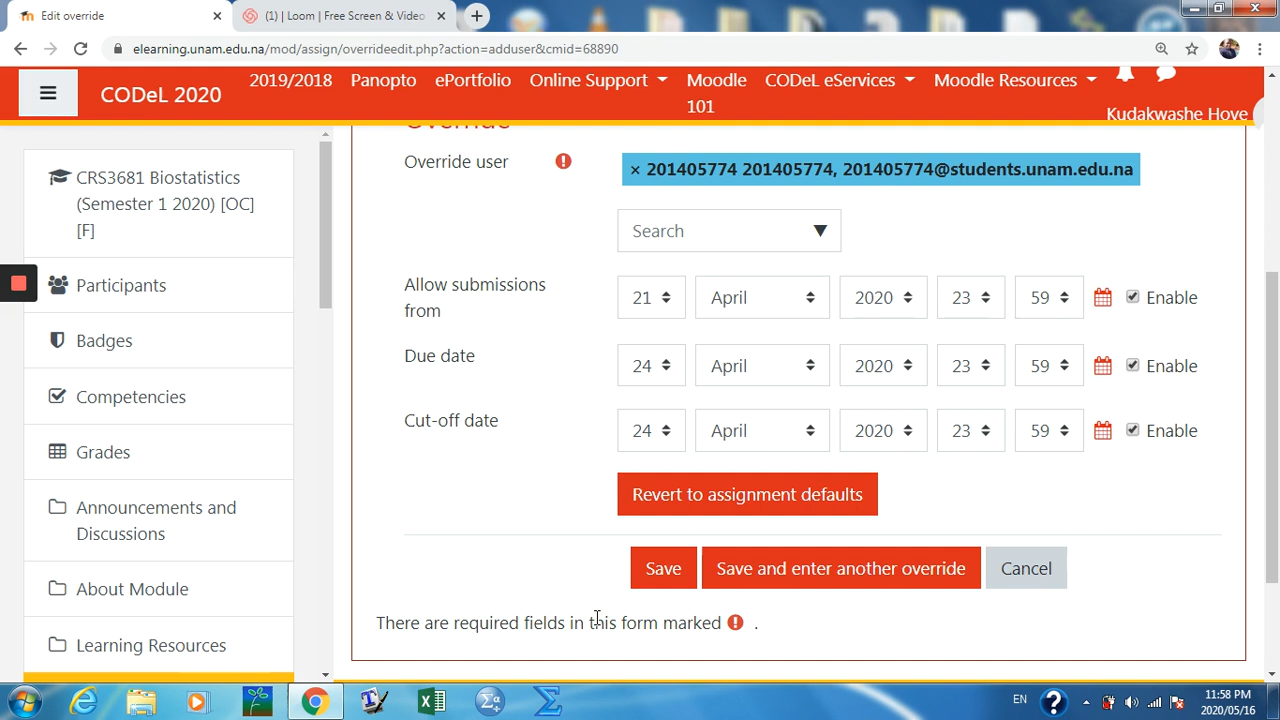 Edit override
(1) | Loom | Free Screen & Video
elearning.unam.edu.na/mod/assign/overrideedit.php?action=adduser&cmid=68890
CODeL 2020
2019/2018
Panopto
ePortfolio
Online Support
Moodle
101
CODeL eServices
Moodle Resources
Kudakwashe Hove
CRS3681 Biostatistics
(Semester 1 2020) [OC]
[F]
Participants
Badges
Competencies
Grades
Announcements and
Discussions
About Module
Learning Resources
Override
Override user
× 201405774 201405774, 201405774@students.unam.edu.na
Search
Allow submissions
from
21 April 2020 23 59 Enable
Due date
24 April 2020 23 59 Enable
Cut-off date
24 April 2020 23 59 Enable
Revert to assignment defaults
Save
Save and enter another override
Cancel
There are required fields in this form marked .
EN
11:58 PM
2020/05/16